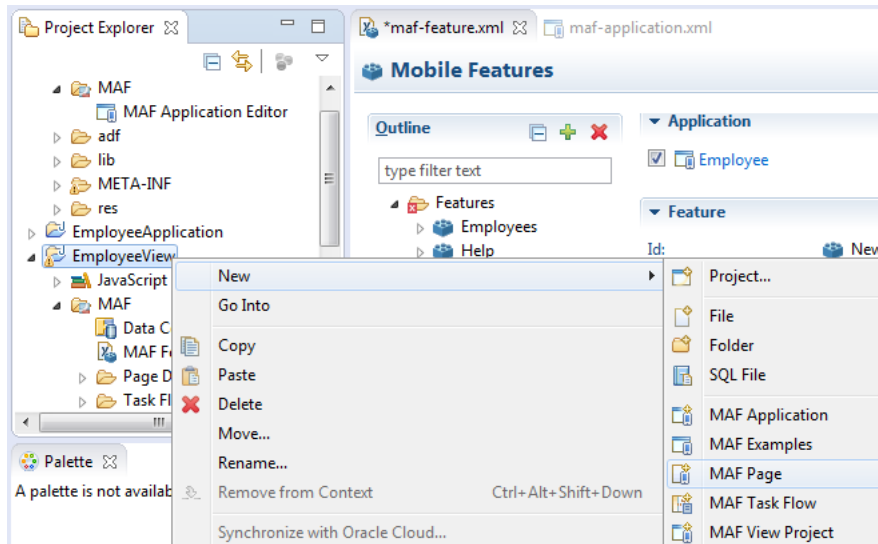 Project Explorer
*maf-feature.xml
maf-application.xml
Mobile Features
MAF
MAF Application Editor
adf
lib
META-INF
res
EmployeeApplication
EmployeeView
JavaScript
MAF
Data C
MAF Fe
Page D
Task Fl
Outline
type filter text
Features
Employees
Help
Application
Employee
Feature
Id:
New
New
Go Into
Copy
Paste
Delete
Move...
Rename...
Remove from Context Ctrl+Alt+Shift+Down
Synchronize with Oracle Cloud...
Project...
File
Folder
SQL File
MAF Application
MAF Examples
MAF Page
MAF Task Flow
MAF View Project
Palette
A palette is not availab